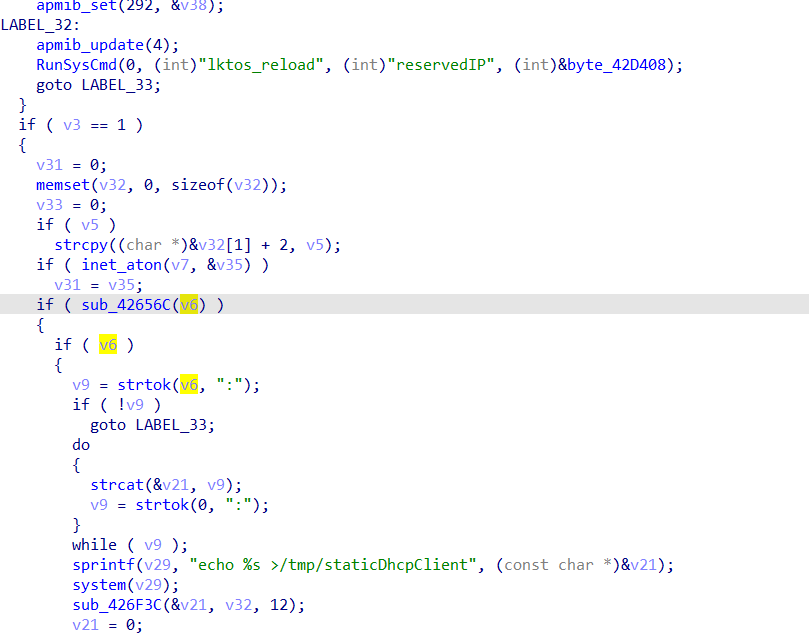 apmib_set(292, &v38);
LABEL_32:
apmib_update(4);
RunSysCmd(0, (int)"lktos_reload", (int)"reservedIP", (int)&byte_42D408);
goto LABEL_33;
}
if ( v3 == 1 )
{
v31 = 0;
memset(v32, 0, sizeof(v32));
v33 = 0;
if ( v5 )
strcpy((char *)&v32[1] + 2, v5);
if ( inet_aton(v7, &v35) )
v31 = v35;
if ( sub_42656C(v6) )
{
if ( v6 )
{
v9 = strtok(v6, ":");
if ( !v9 )
goto LABEL_33;
do
{
strcat(&v21, v9);
v9 = strtok(0, ":");
}
while ( v9 );
sprintf(v29, "echo %s >/tmp/staticDhcpClient", (const char *)&v21);
system(v29);
sub_426F3C(&v21, v32, 12);
v21 = 0;